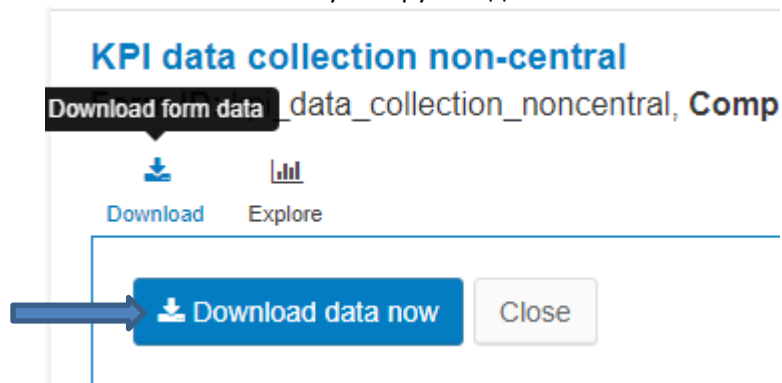 KPI data collection non-central
Download form data _data_collection_noncentral, Comp
Download Explore
Download data now Close